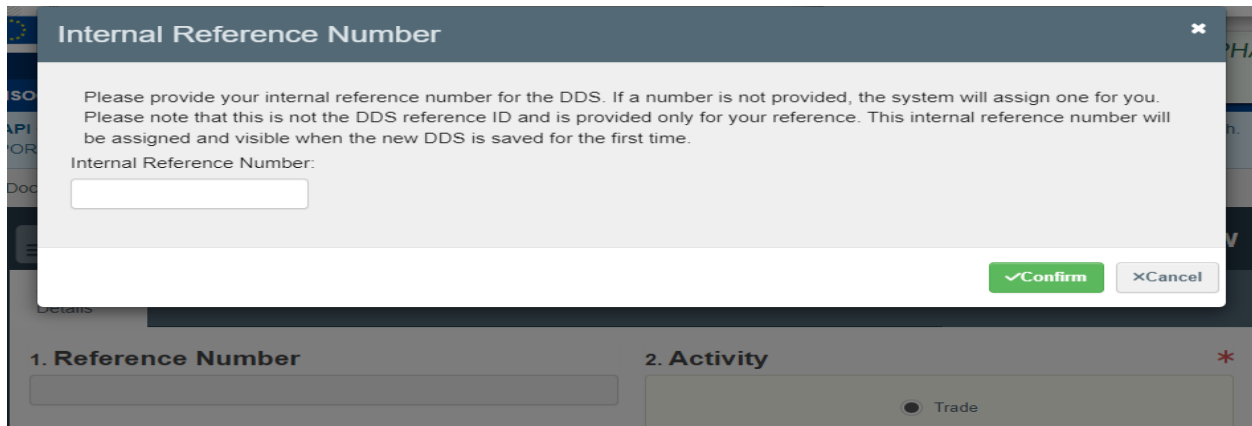 Internal Reference Number
Please provide your internal reference number for the DDS. If a number is not provided, the system will assign one for you.
Please note that this is not the DDS reference ID and is provided only for your reference. This internal reference number will
be assigned and visible when the new DDS is saved for the first time.
Internal Reference Number:
Confirm
Cancel
Details
1. Reference Number
2. Activity *
Trade